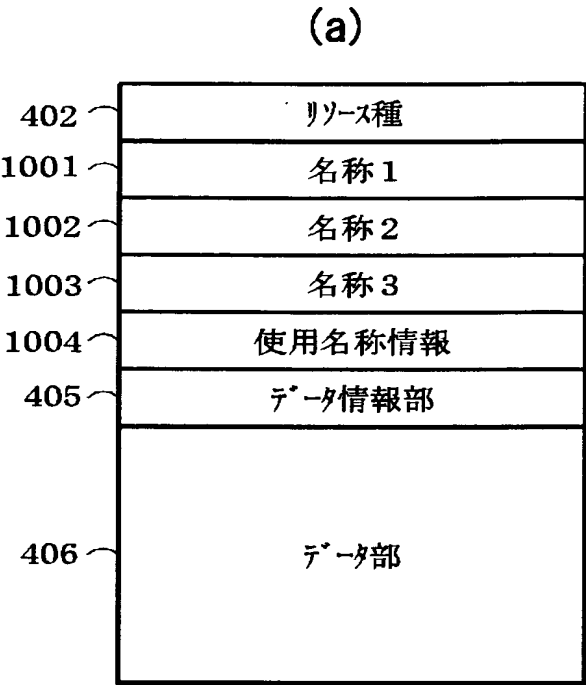 (a)
402 リソース種
1001 名称1
1002 名称2
1003 名称3
1004 使用名称情報
405 データ情報部
406 データ部